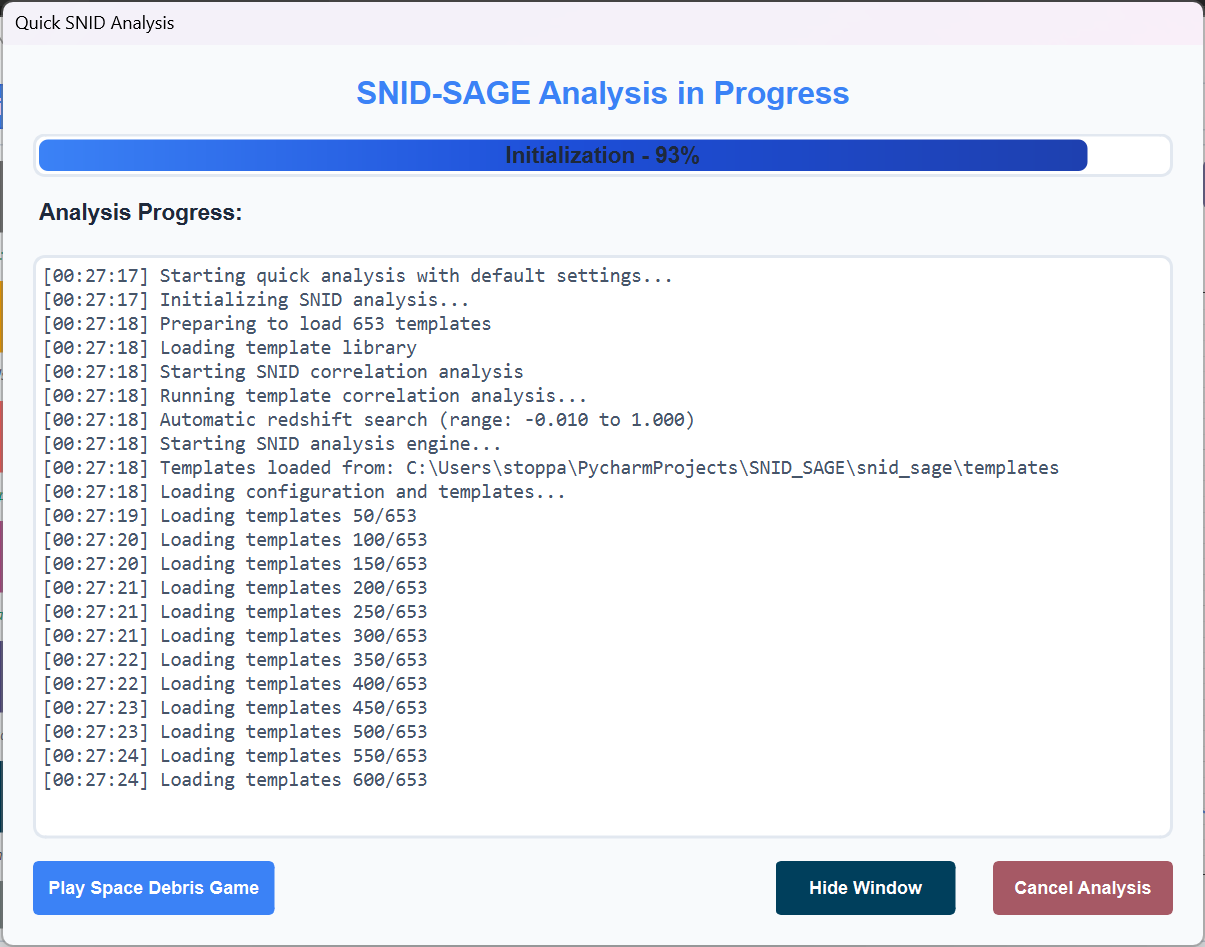 Quick SNID Analysis
SNID-SAGE Analysis in Progress
Initialization - 93%
Analysis Progress:
[00:27:17] Starting quick analysis with default settings...
[00:27:17] Initializing SNID analysis...
[00:27:18] Preparing to load 653 templates
[00:27:18] Loading template library
[00:27:18] Starting SNID correlation analysis
[00:27:18] Running template correlation analysis...
[00:27:18] Automatic redshift search (range: -0.010 to 1.000)
[00:27:18] Starting SNID analysis engine...
[00:27:18] Templates loaded from: C:\Users\stoppa\PycharmProjects\SNID_SAGE\snid_sage\templates
[00:27:18] Loading configuration and templates...
[00:27:19] Loading templates 50/653
[00:27:20] Loading templates 100/653
[00:27:20] Loading templates 150/653
[00:27:21] Loading templates 200/653
[00:27:21] Loading templates 250/653
[00:27:21] Loading templates 300/653
[00:27:22] Loading templates 350/653
[00:27:22] Loading templates 400/653
[00:27:23] Loading templates 450/653
[00:27:23] Loading templates 500/653
[00:27:24] Loading templates 550/653
[00:27:24] Loading templates 600/653
Play Space Debris Game
Hide Window
Cancel Analysis